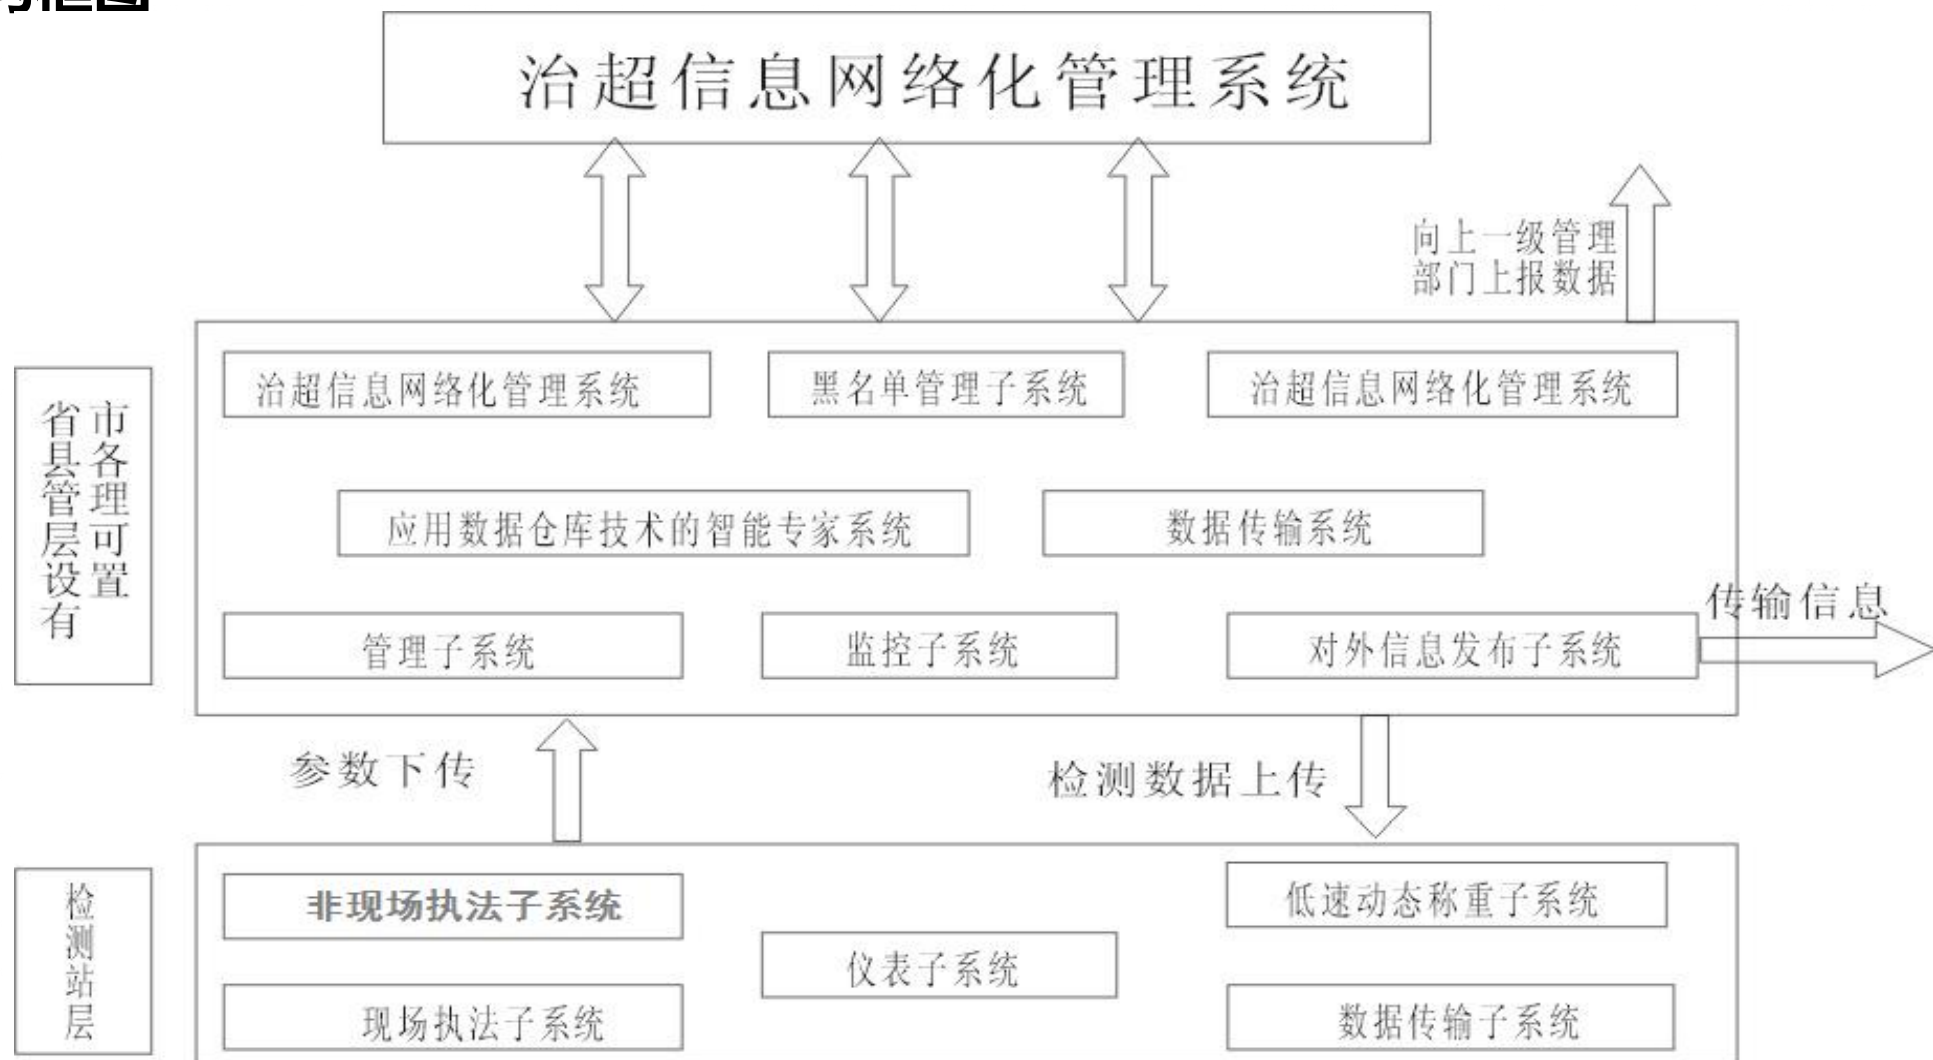 构框图
治超信息网络化管理系统
向上一级管理
部门上报数据
治超信息网络化管理系统
黑名单管理子系统
治超信息网络化管理系统
省市
县各
管理
层可
设置
有
应用数据仓库技术的智能专家系统
数据传输系统
传输信息
管理子系统
监控子系统
对外信息发布子系统
参数下传
检测数据上传
检测站层
非现场执法子系统
低速动态称重子系统
仪表子系统
现场执法子系统
数据传输子系统